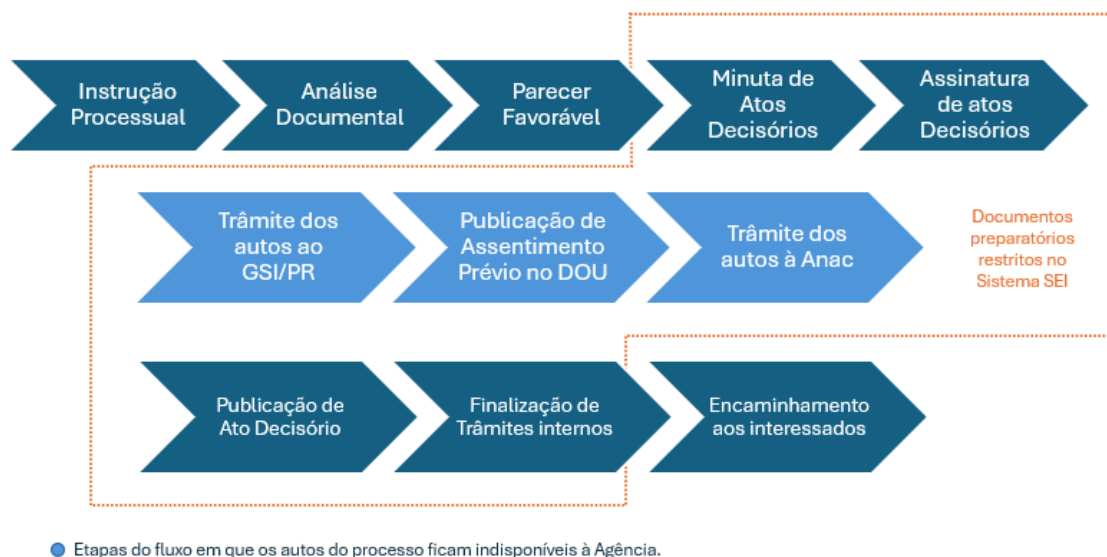 Instrução
Processual
Análise
Documental
Parecer
Favorável
Minuta de
Atos
Decisórios
Assinatura
de atos
Decisórios
Trâmite dos
autos ao
GSI/PR
Publicação de
Assentimento
Prévio no DOU
Trâmite dos
autos à Anac
Documentos
preparatórios
restritos no
Sistema SEI
Publicação de
Ato Decisório
Finalização de
Trâmites internos
Encaminhamento
aos interessados
Etapas do fluxo em que os autos do processo ficam indisponíveis à Agência.